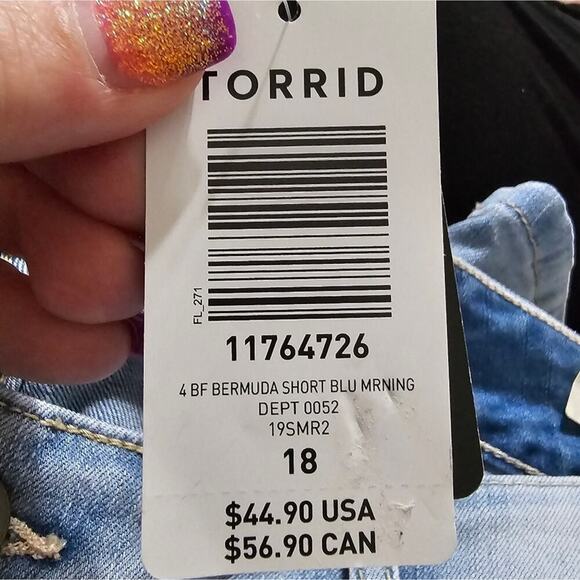 TORRID
FL_271
11764726
4 BF BERMUDA SHORT BLU MRNING
DEPT 0052
19SMR2
18
$44.90 USA
$56.90 CAN